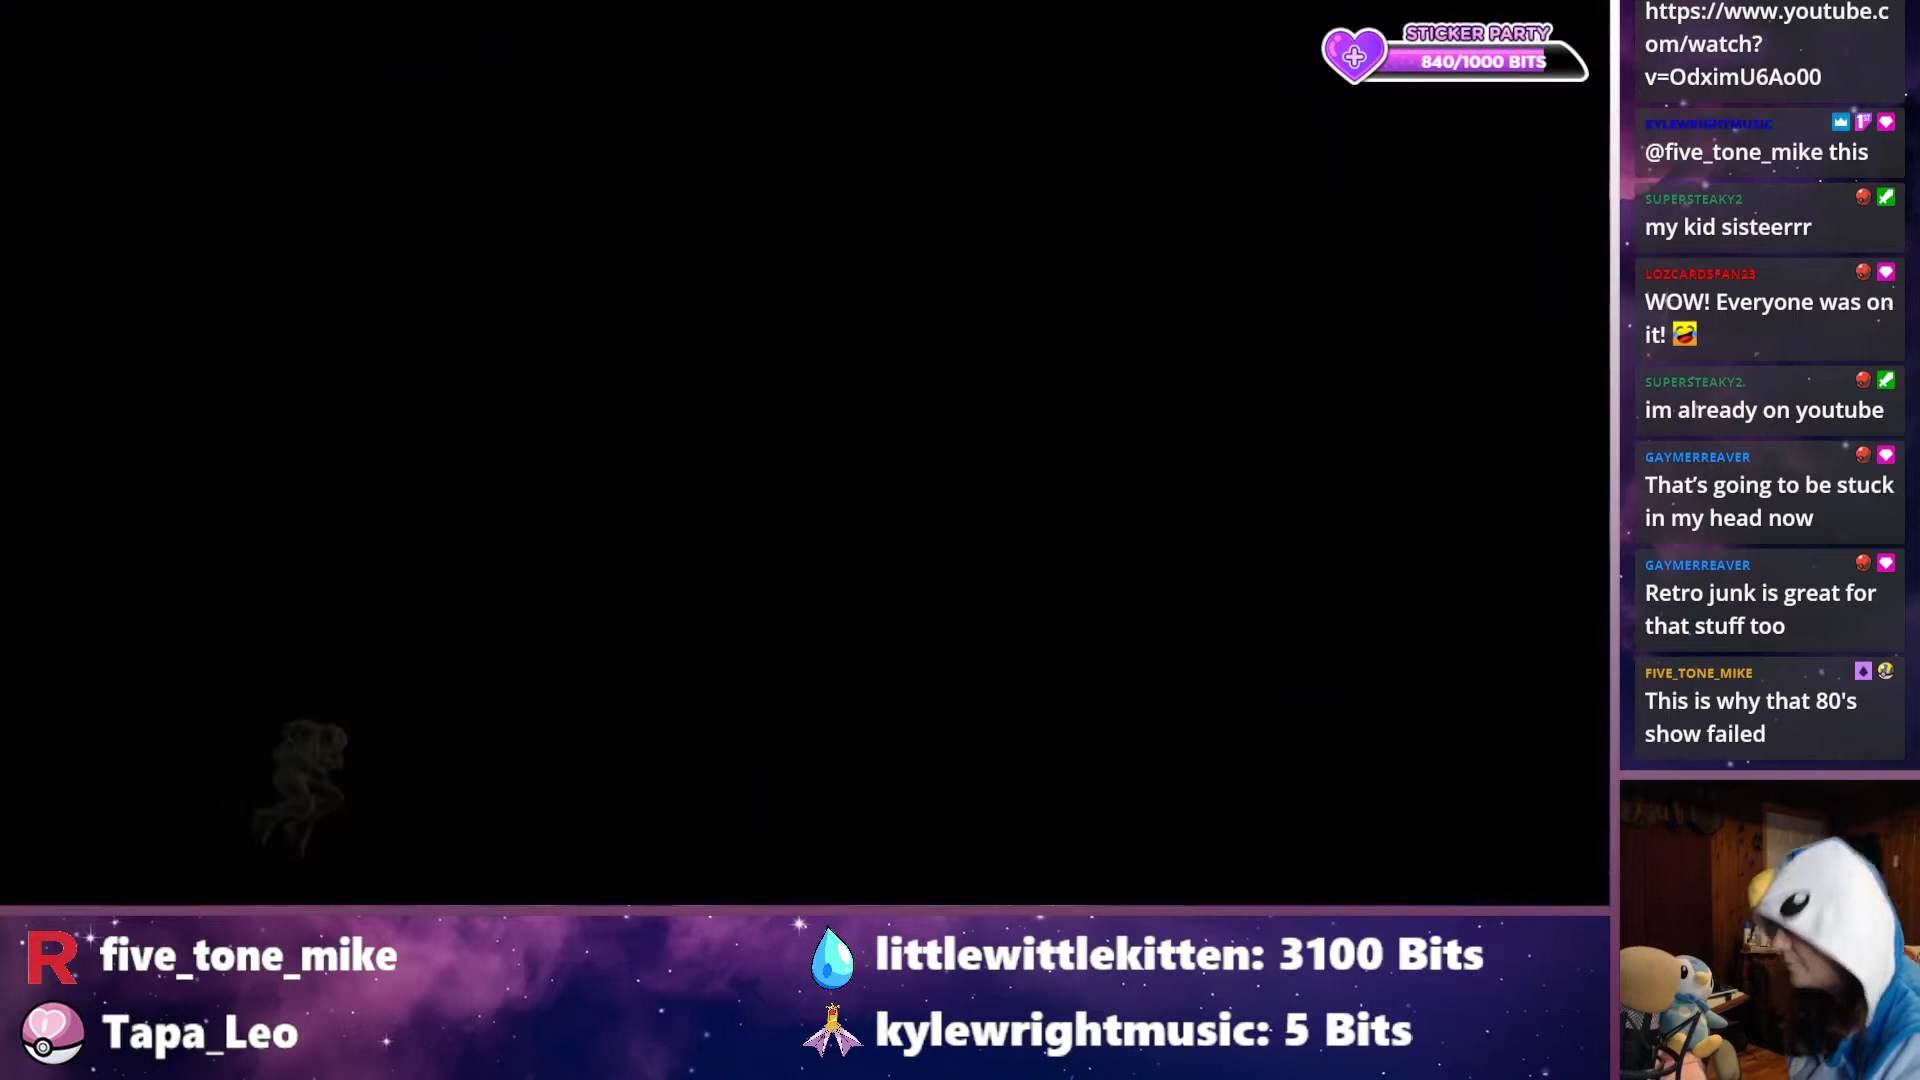 STICKER PARTY
840/1000 BITS
https://www.youtube.c
om/watch?
v=OdximU6Ao00
KYLEWRIGHTMUSIC
@five_tone_mike this
SUPERSTEAKY2
my kid sisteerrr
LOZCARDSFAN23
WOW! Everyone was on
it!
SUPERSTEAKY2
im already on youtube
GAYMERREAVER
That's going to be stuck
in my head now
GAYMERREAVER
Retro junk is great for
that stuff too
FIVE_TONE_MIKE
This is why that 80's
show failed
R five_tone_mike
Tapa_Leo
littlewittlekitten: 3100 Bits
kylewrightmusic: 5 Bits